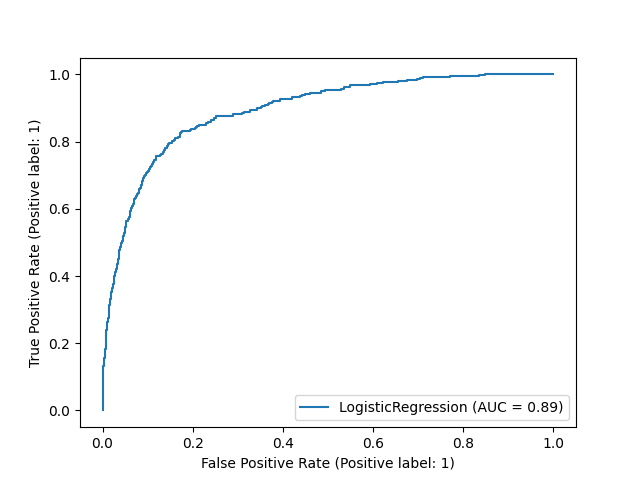 1.0
0.8
0.6
0.4
0.2
0.0
True Positive Rate (Positive label: 1)
LogisticRegression (AUC = 0.89)
0.0 0.2 0.4 0.6 0.8 1.0
False Positive Rate (Positive label: 1)